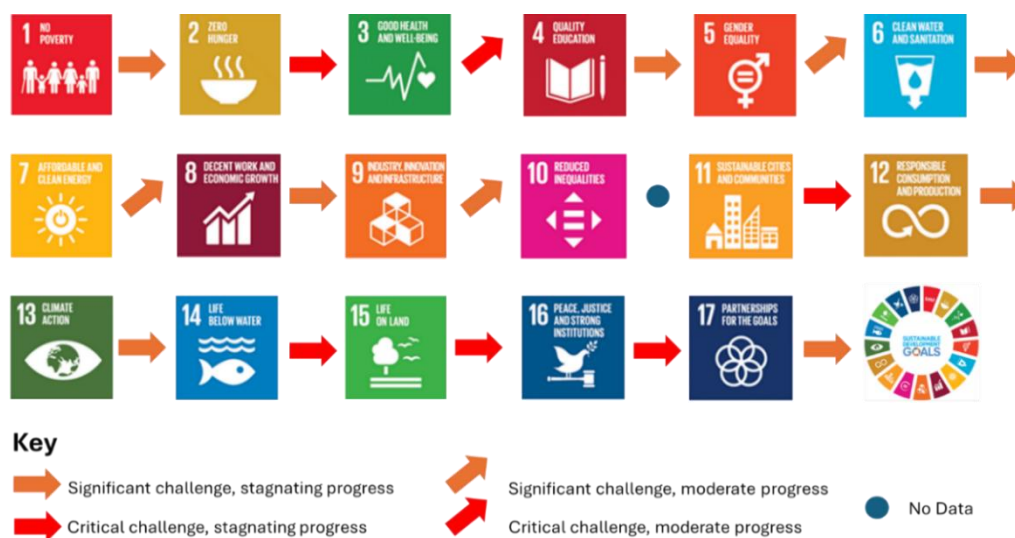 1 NO
POVERTY
2 ZERO
HUNGER
3 GOOD HEALTH
AND WELL-BEING
4 QUALITY
EDUCATION
5 GENDER
EQUALITY
6 CLEAN WATER
AND SANITATION
7 AFFORDABLE AND
CLEAN ENERGY
8 DECENT WORK AND
ECONOMIC GROWTH
9 INDUSTRY, INNOVATION
AND INFRASTRUCTURE
10 REDUCED
INEQUALITIES
11 SUSTAINABLE CITIES
AND COMMUNITIES
12 RESPONSIBLE
CONSUMPTION
AND PRODUCTION
13 CLIMATE
ACTION
14 LIFE
BELOW WATER
15 LIFE
ON LAND
16 PEACE, JUSTICE
AND STRONG
INSTITUTIONS
17 PARTNERSHIPS
FOR THE GOALS
SUSTAINABLE
DEVELOPMENT
GOALS
Key
Significant challenge, stagnating progress
Significant challenge, moderate progress
No Data
Critical challenge, stagnating progress
Critical challenge, moderate progress